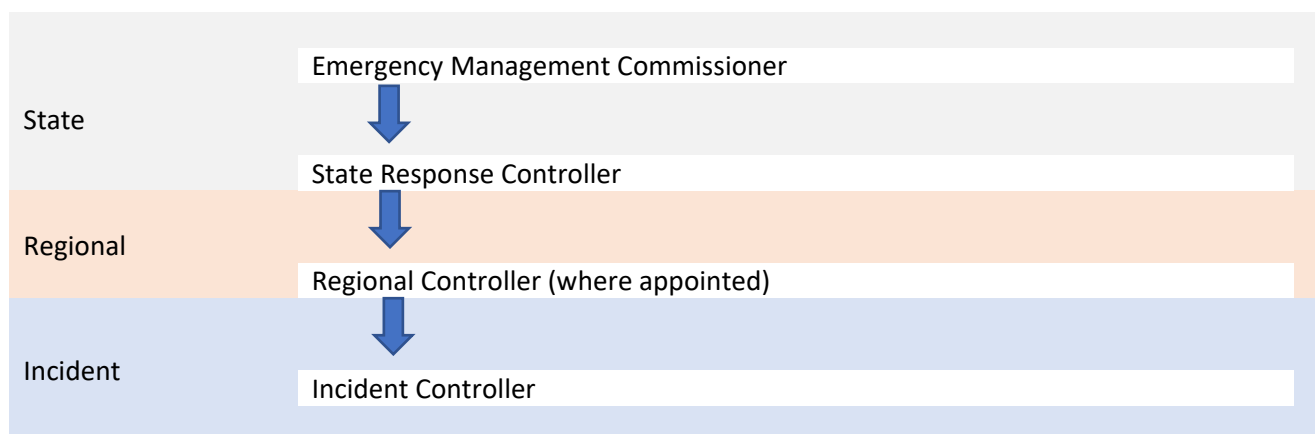 Emergency Management Commissioner
State
State Response Controller
Regional
Regional Controller (where appointed)
Incident
Incident Controller